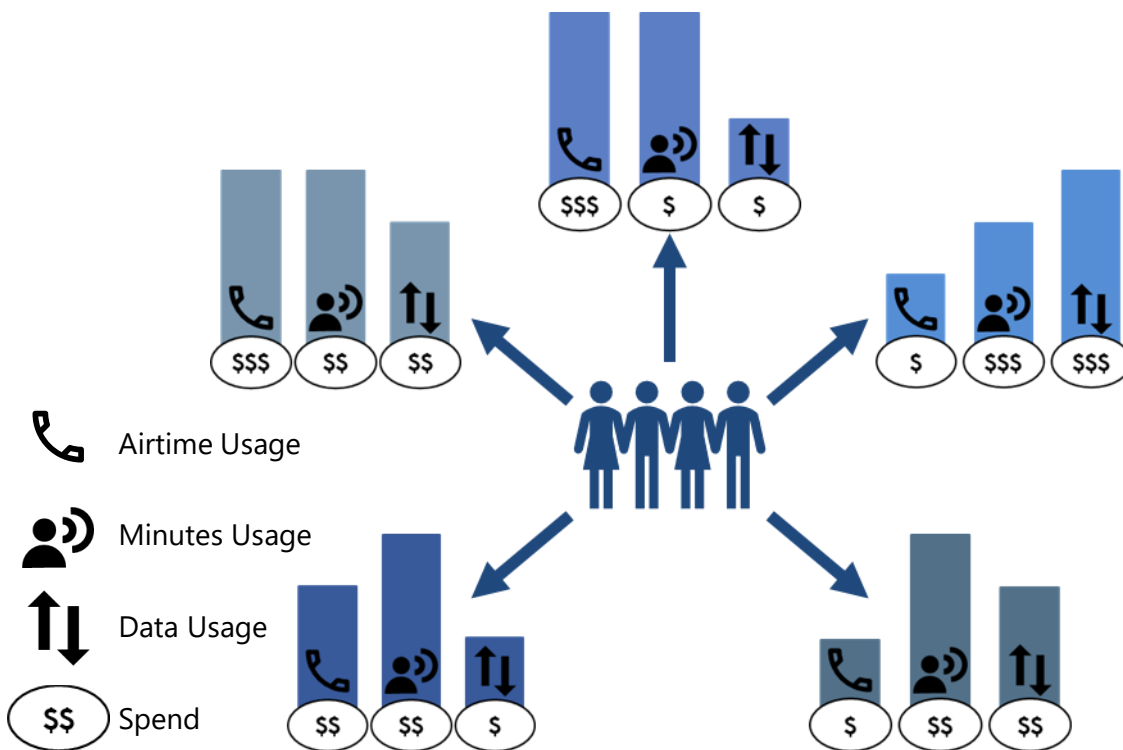 $$$ $ $
$$$ $$ $$
$ $$$ $$$
Airtime Usage
Minutes Usage
Data Usage
$$ Spend
$$ $$ $
$ $$ $$